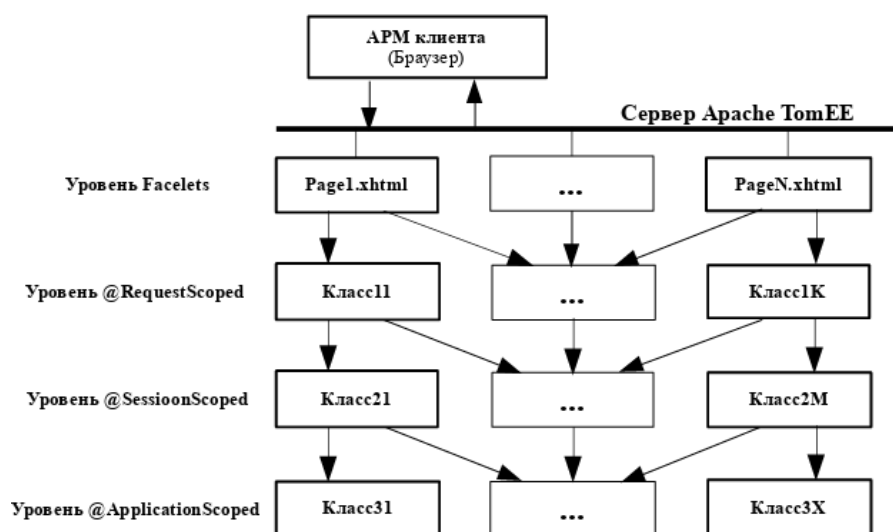 АРМ клиента
(Браузер)
Сервер Apache TomEE
Уровень Facelets
Page1.xhtml
...
PageN.xhtml
Уровень @RequestScoped
Класс11
...
Класс1K
Уровень @SessioonScoped
Класс21
...
Класс2M
Уровень @ApplicationScoped
Класс31
...
Класс3X